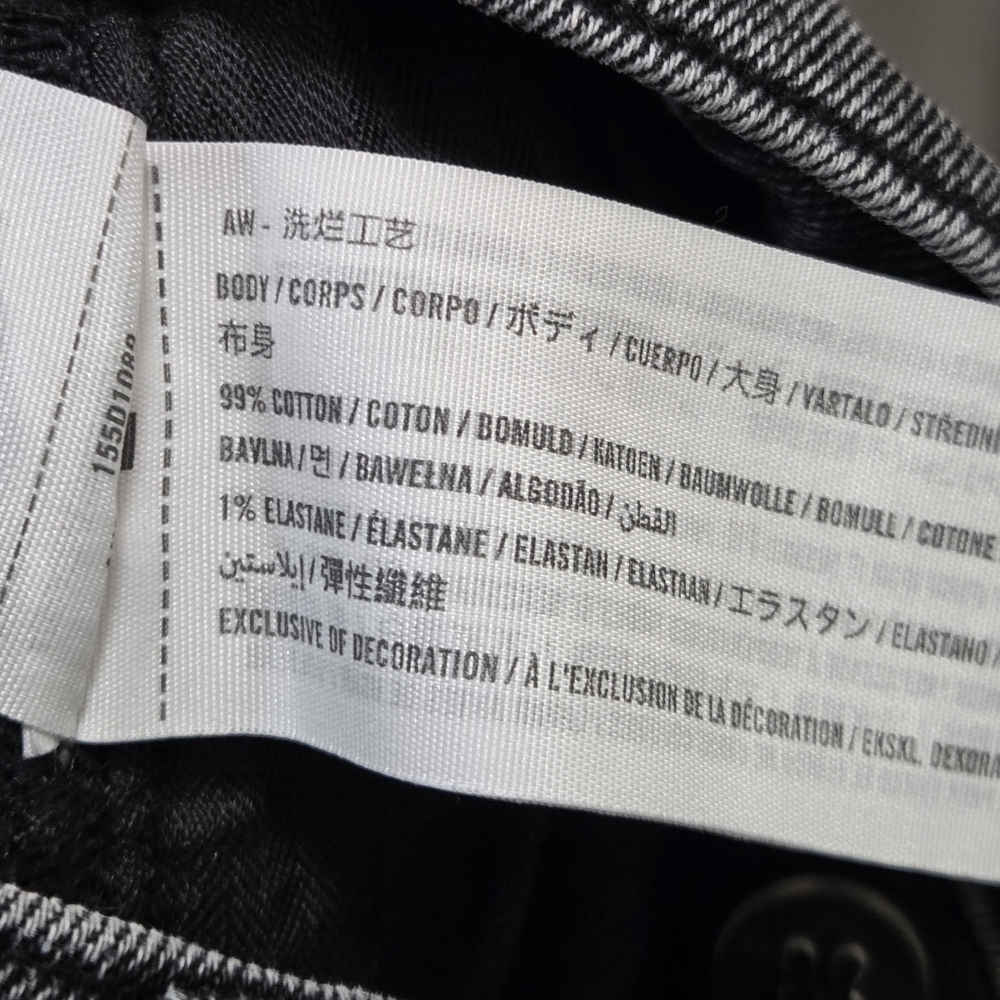 AW - 洗烂工艺
BODY / CORPS / CORPO / ボディ / CUERPO / 大身 / VARTALO / STŘEDNÍ
布身
99% COTTON / COTON / BOMULD / KATOEN / BAUMWOLLE / BOMULL / COTONE
BAVLNA / 면 / BAWEŁNA / ALGODÃO / القطن
1% ELASTANE / ÉLASTANE / ELASTAN / ELASTAAN / エラスタン / ELASTANO /
إيلاستين / 彈性纖維
EXCLUSIVE OF DECORATION / À L'EXCLUSION DE LA DÉCORATION / EKSKL. DEKORA
155D1088